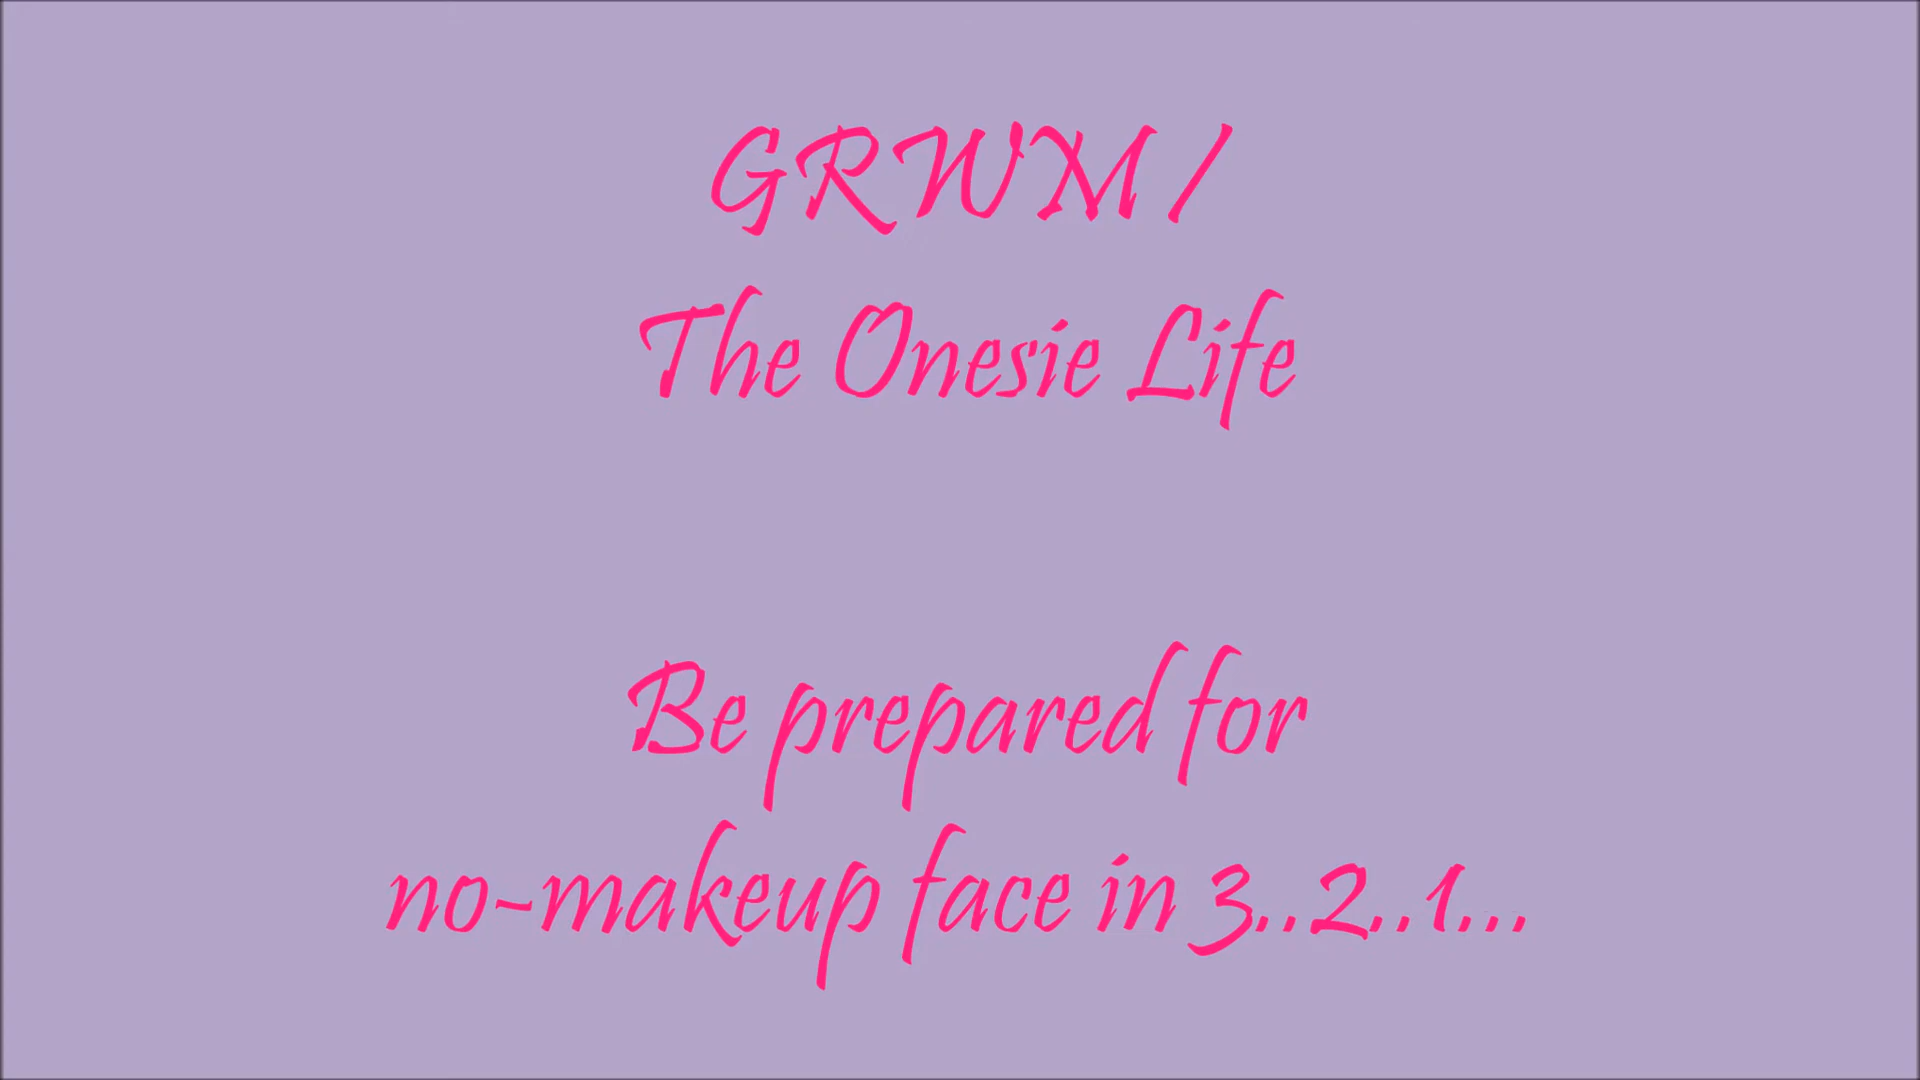 GRWM /
The Onesie Life
Be prepared for
no-makeup face in 3..2..1...